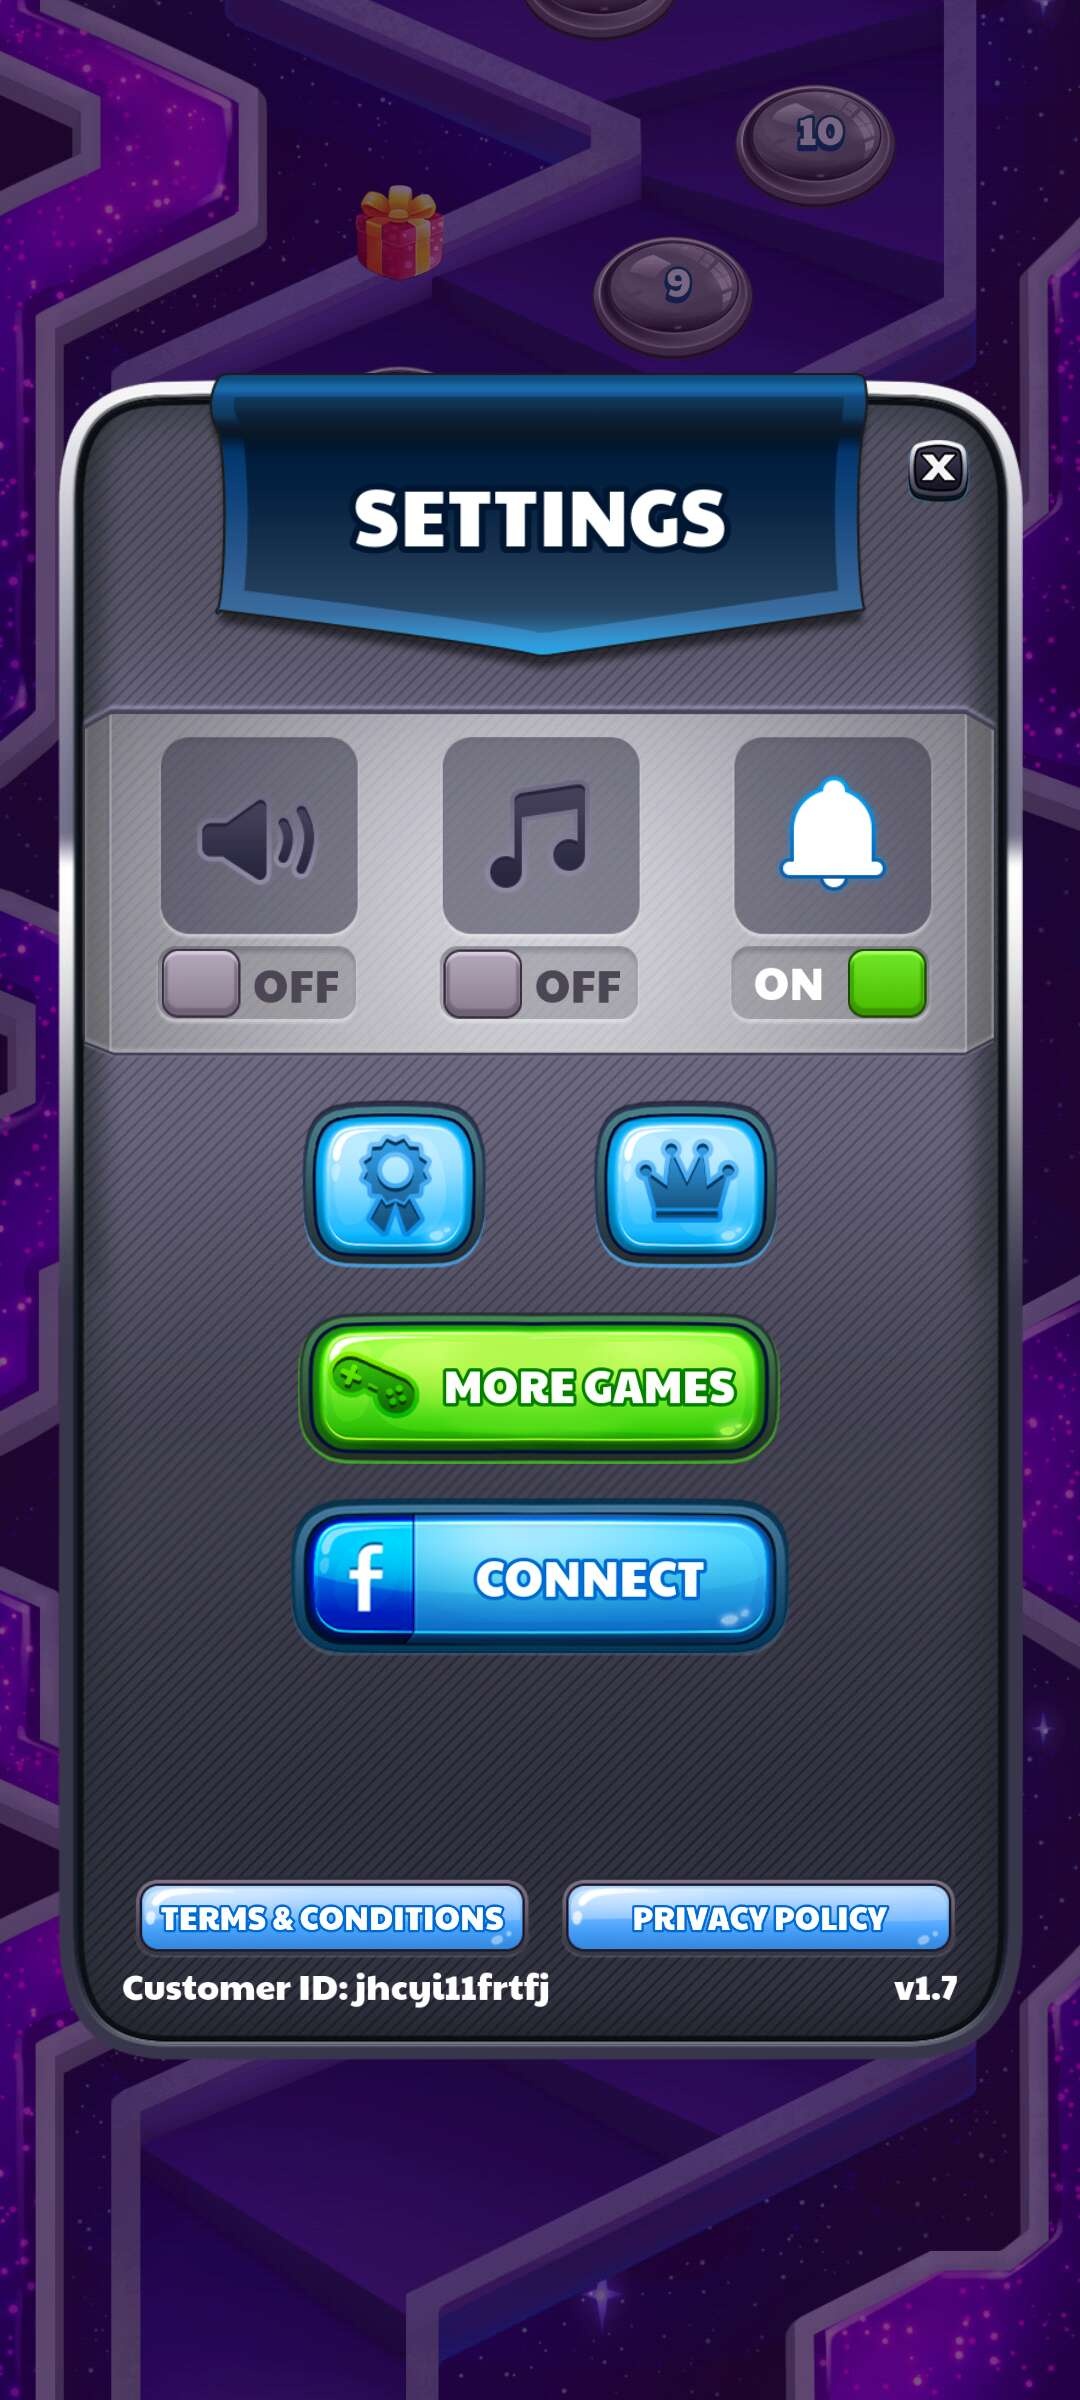 10
9
SETTINGS
X
OFF
OFF
ON
MORE GAMES
f
CONNECT
TERMS & CONDITIONS
PRIVACY POLICY
Customer ID: jhcyi11frtfj
v1.7